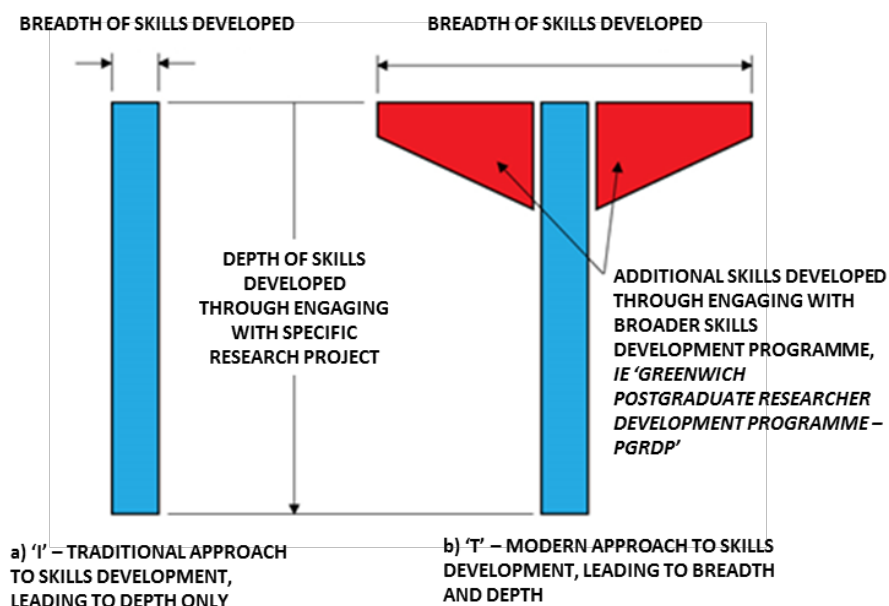 BREADTH OF SKILLS DEVELOPED
BREADTH OF SKILLS DEVELOPED
DEPTH OF SKILLS
DEVELOPED
THROUGH ENGAGING
WITH SPECIFIC
RESEARCH PROJECT
ADDITIONAL SKILLS DEVELOPED
THROUGH ENGAGING WITH
BROADER SKILLS
DEVELOPMENT PROGRAMME,
IE ‘GREENWICH
POSTGRADUATE RESEARCHER
DEVELOPMENT PROGRAMME –
PGRDP’
a) ‘I’ – TRADITIONAL APPROACH
TO SKILLS DEVELOPMENT,
LEADING TO DEPTH ONLY
b) ‘T’ – MODERN APPROACH TO SKILLS
DEVELOPMENT, LEADING TO BREADTH
AND DEPTH